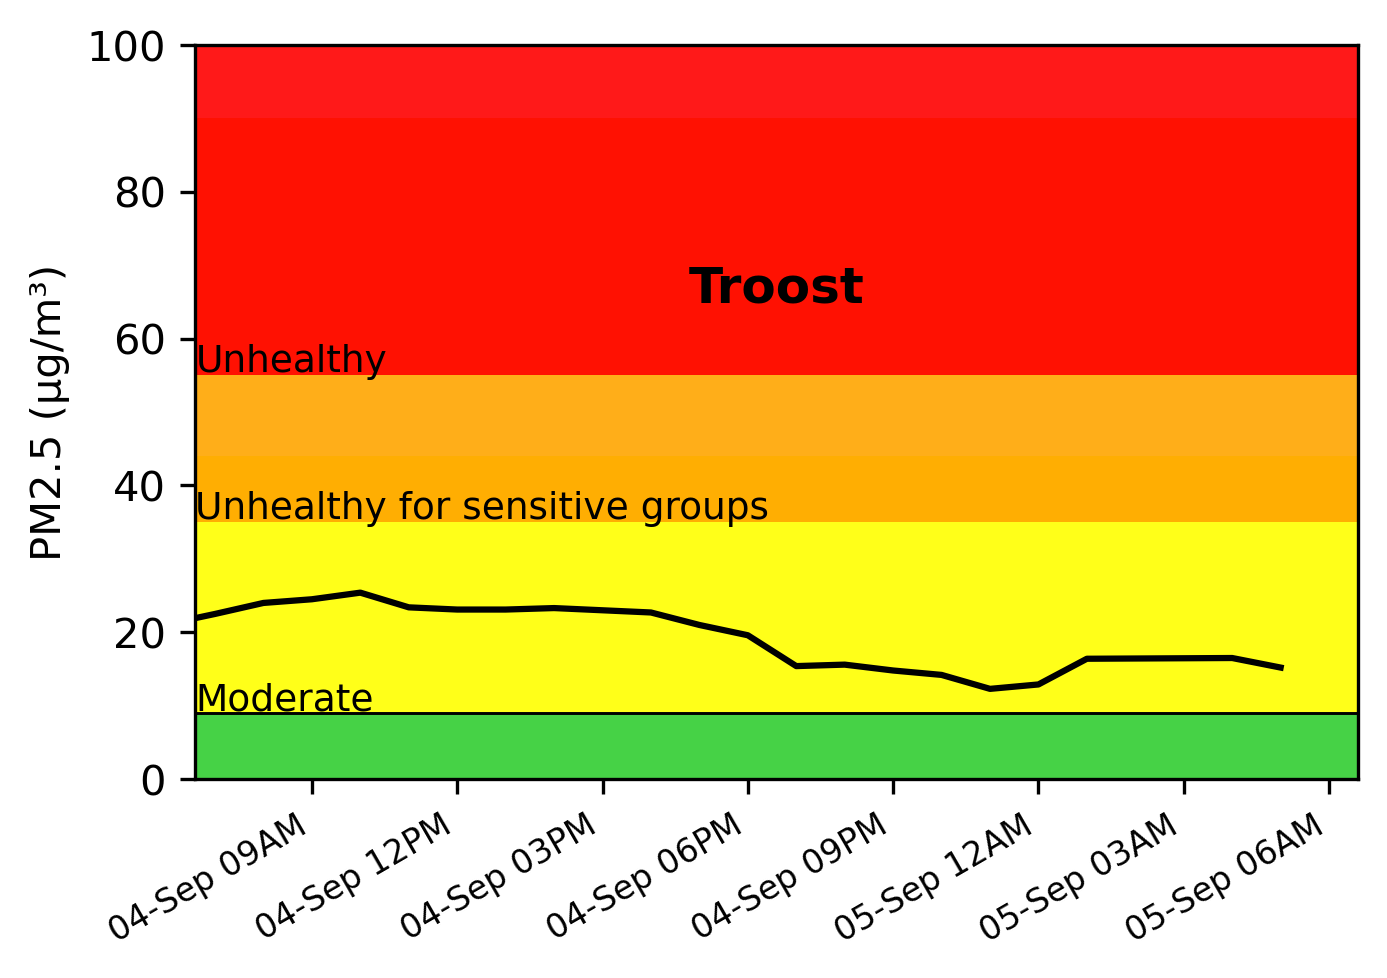 100
80
60
40
20
0
PM2.5 (µg/m³)
Troost
Unhealthy
Unhealthy for sensitive groups
Moderate
04-Sep 09AM
04-Sep 12PM
04-Sep 03PM
04-Sep 06PM
04-Sep 09PM
05-Sep 12AM
05-Sep 03AM
05-Sep 06AM